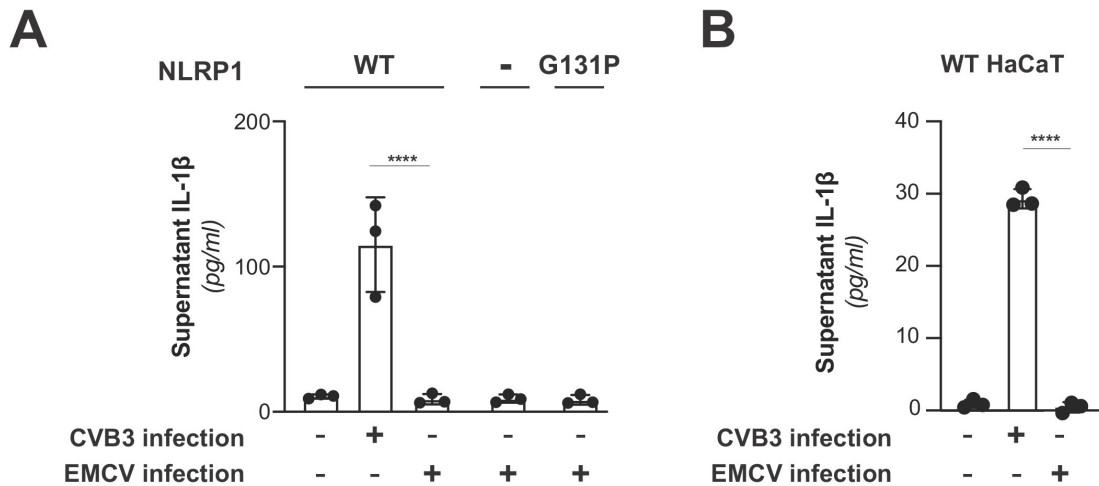 A
NLRP1 WT - G131P
Supernatant IL-1β
(pg/ml)
200
100
0
****
CVB3 infection - + - - -
EMCV infection - - + + +
B
WT HaCaT
Supernatant IL-1β
(pg/ml)
40
30
20
10
0
****
CVB3 infection - + -
EMCV infection - - +